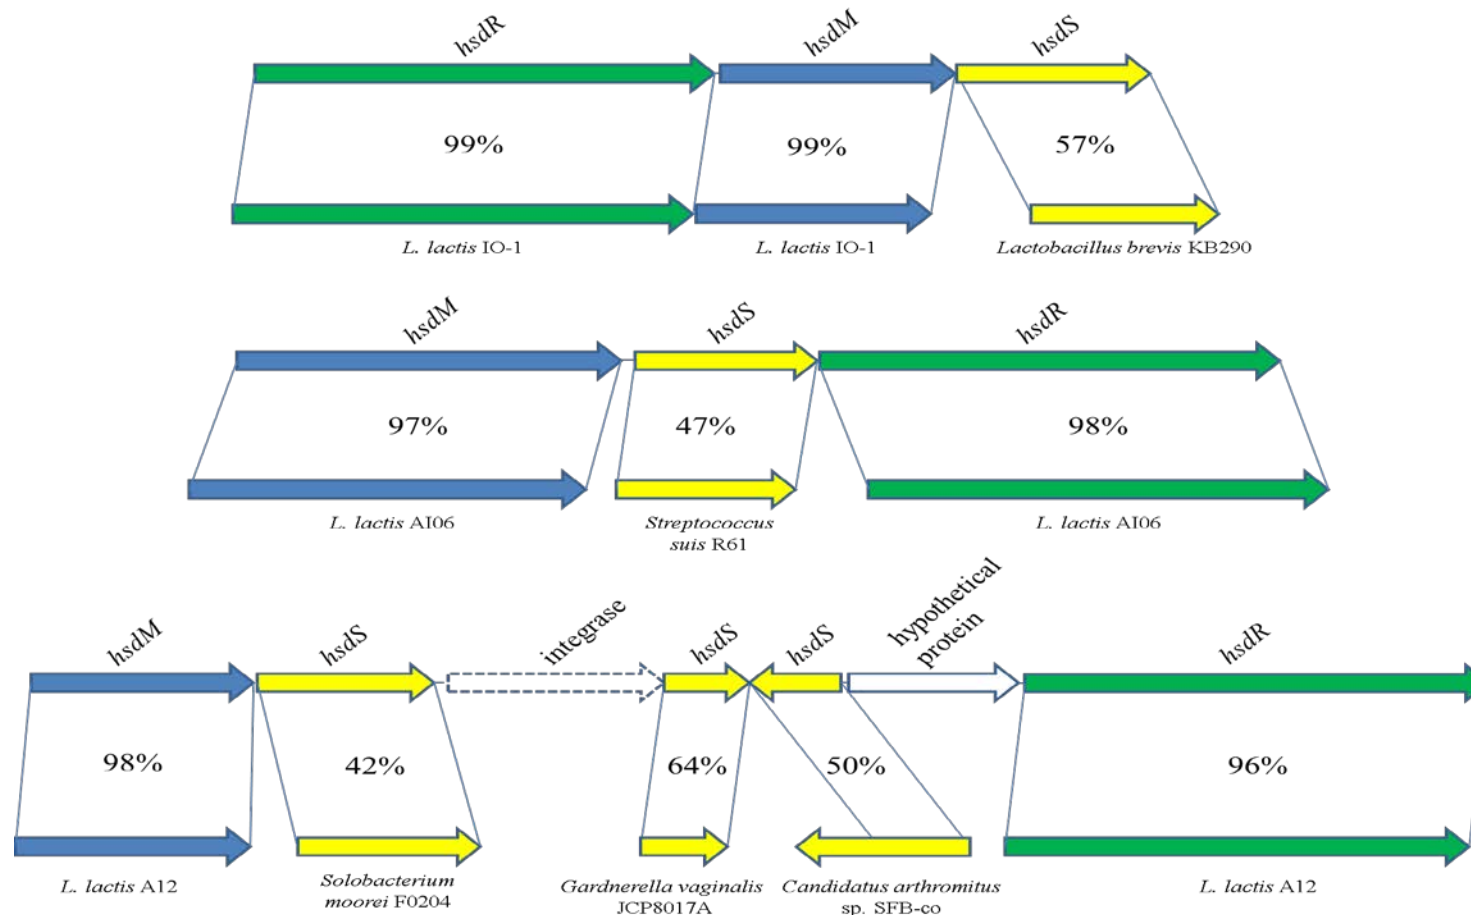 hsdR hsdM hsdS
99% 99% 57%
L. lactis IO-1 L. lactis IO-1 Lactobacillus brevis KB290
hsdM hsdS hsdR
97% 47% 98%
L. lactis AI06 Streptococcus L. lactis AI06
suis R61
hsdM hsdS integrase hsdS hsdS hypothetical hsdR
protein
98% 42% 64% 50% 96%
L. lactis A12 Solobacterium Gardnerella vaginalis Candidatus arthromitus L. lactis A12
moorei F0204 JCP8017A sp. SFB-co